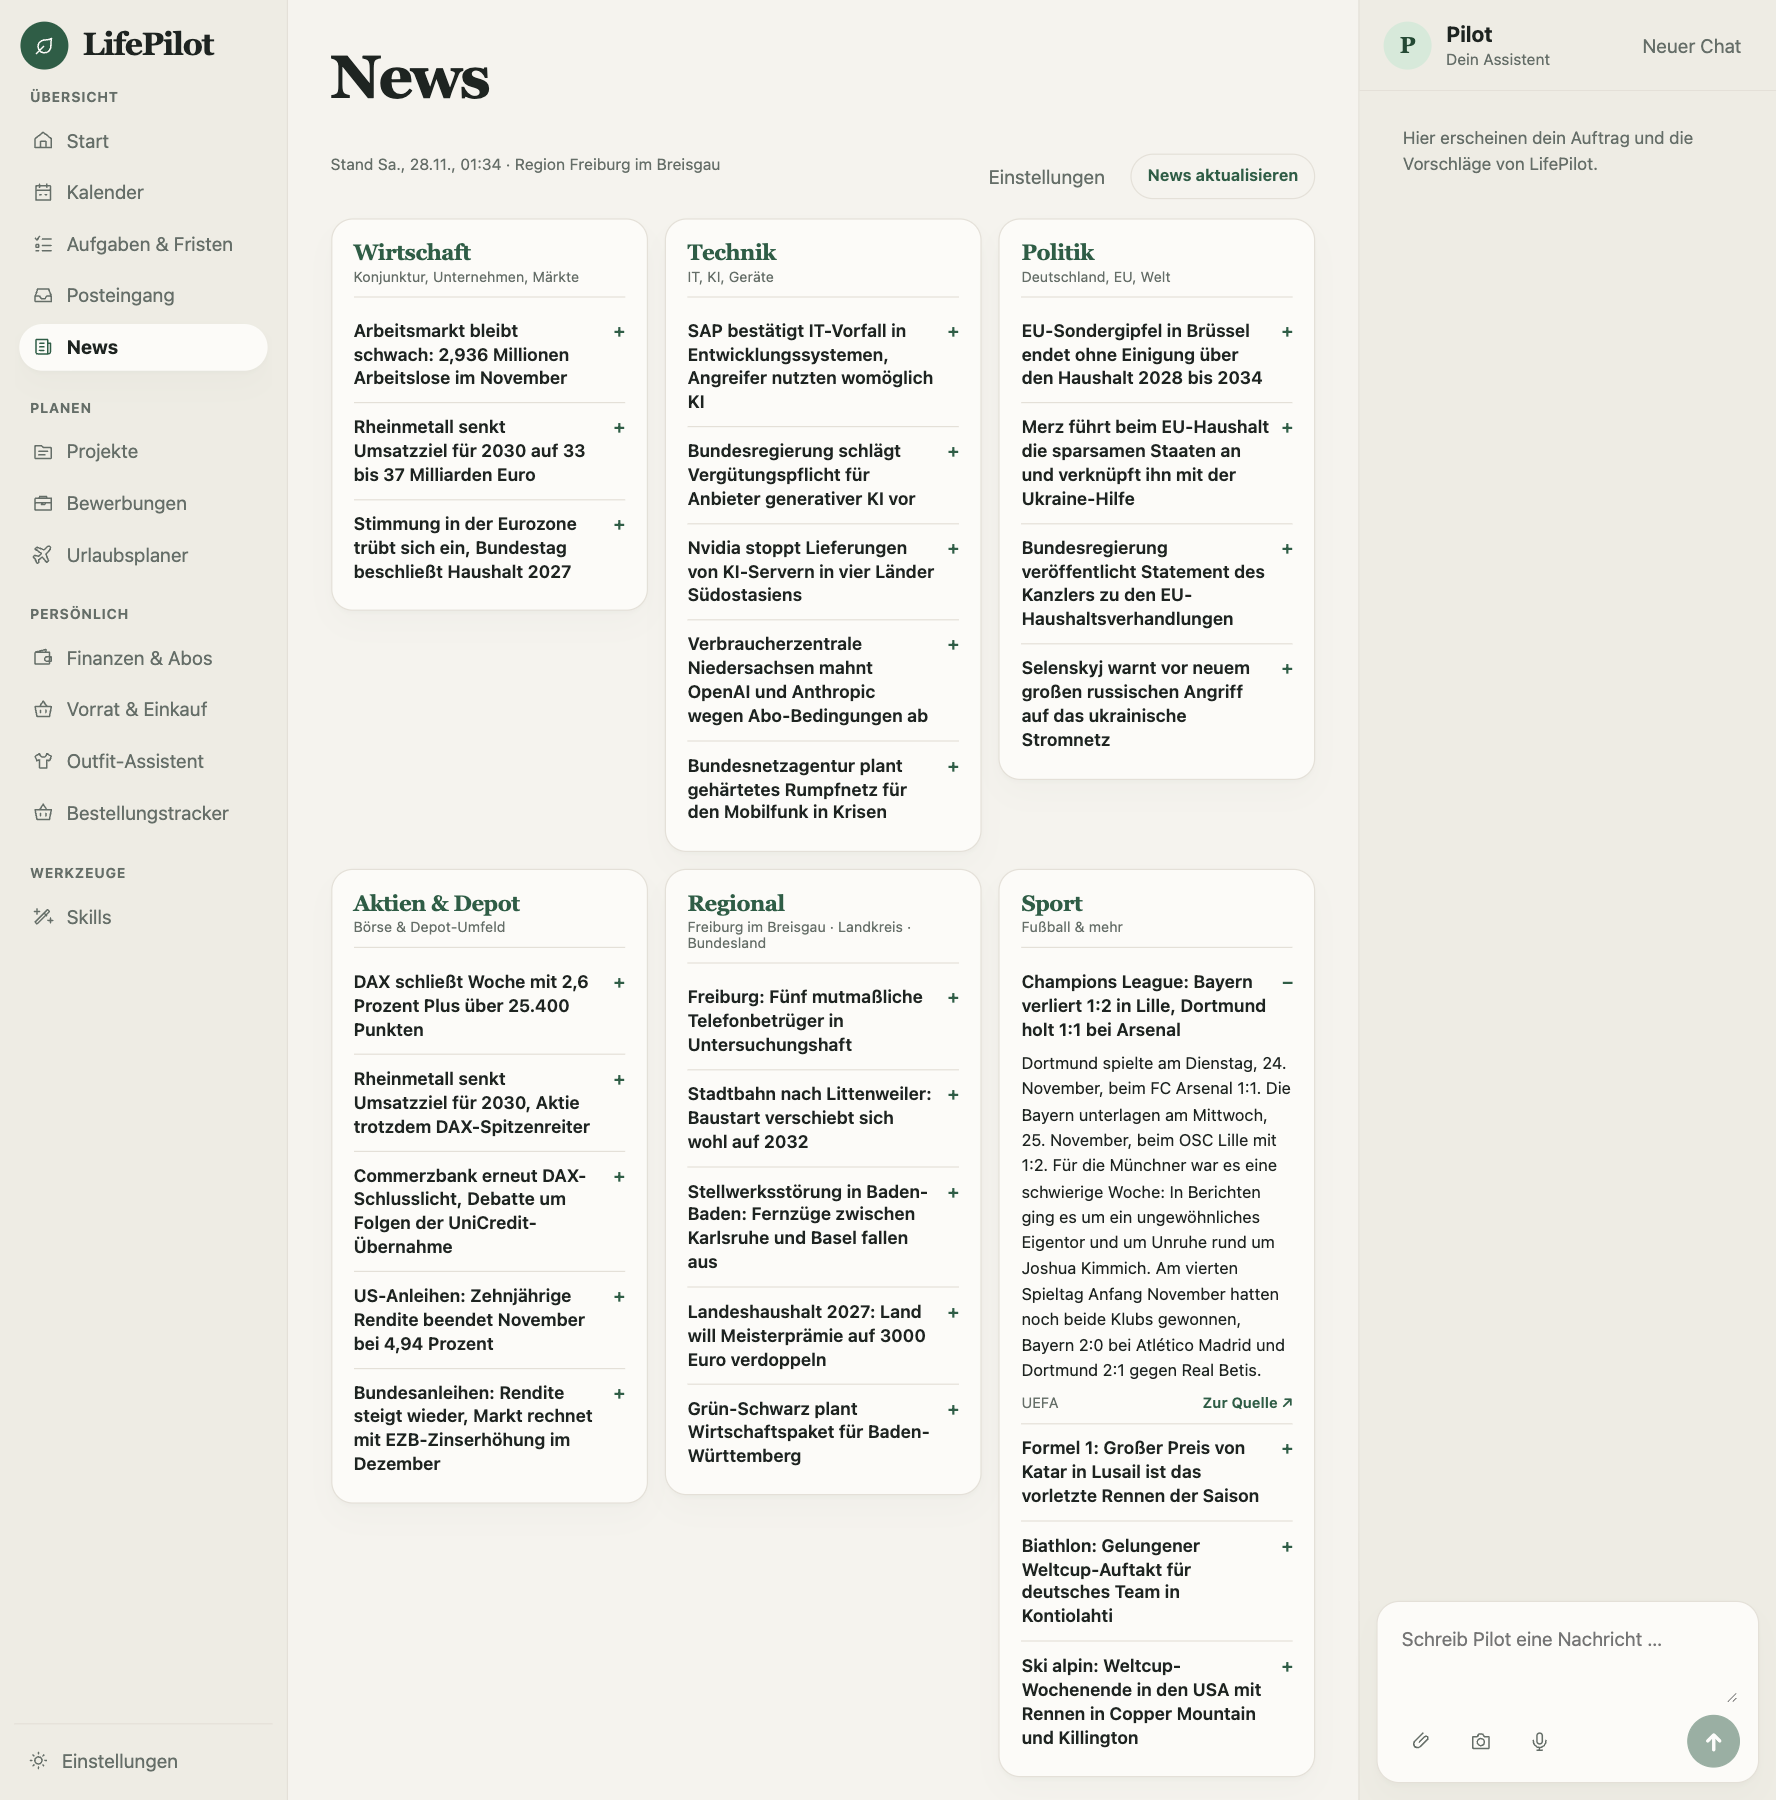 LifePilot
ÜBERSICHT
Start
Kalender
Aufgaben & Fristen
Posteingang
News
PLANEN
Projekte
Bewerbungen
Urlaubsplaner
PERSÖNLICH
Finanzen & Abos
Vorrat & Einkauf
Outfit-Assistent
Bestellungstracker
WERKZEUGE
Skills
Einstellungen
News
Stand Sa., 28.11., 01:34 · Region Freiburg im Breisgau
Einstellungen
News aktualisieren
Wirtschaft
Konjunktur, Unternehmen, Märkte
Arbeitsmarkt bleibt +
schwach: 2,936 Millionen
Arbeitslose im November
Rheinmetall senkt +
Umsatzziel für 2030 auf 33
bis 37 Milliarden Euro
Stimmung in der Eurozone +
trübt sich ein, Bundestag
beschließt Haushalt 2027
Technik
IT, KI, Geräte
SAP bestätigt IT-Vorfall in +
Entwicklungssystemen,
Angreifer nutzten womöglich
KI
Bundesregierung schlägt +
Vergütungspflicht für
Anbieter generativer KI vor
Nvidia stoppt Lieferungen +
von KI-Servern in vier Länder
Südostasiens
Verbraucherzentrale +
Niedersachsen mahnt
OpenAI und Anthropic
wegen Abo-Bedingungen ab
Bundesnetzagentur plant +
gehärtetes Rumpfnetz für
den Mobilfunk in Krisen
Politik
Deutschland, EU, Welt
EU-Sondergipfel in Brüssel +
endet ohne Einigung über
den Haushalt 2028 bis 2034
Merz führt beim EU-Haushalt +
die sparsamen Staaten an
und verknüpft ihn mit der
Ukraine-Hilfe
Bundesregierung +
veröffentlicht Statement des
Kanzlers zu den EU-
Haushaltsverhandlungen
Selenskyj warnt vor neuem +
großen russischen Angriff
auf das ukrainische
Stromnetz
Aktien & Depot
Börse & Depot-Umfeld
DAX schließt Woche mit 2,6 +
Prozent Plus über 25.400
Punkten
Rheinmetall senkt +
Umsatzziel für 2030, Aktie
trotzdem DAX-Spitzenreiter
Commerzbank erneut DAX- +
Schlusslicht, Debatte um
Folgen der UniCredit-
Übernahme
US-Anleihen: Zehnjährige +
Rendite beendet November
bei 4,94 Prozent
Bundesanleihen: Rendite +
steigt wieder, Markt rechnet
mit EZB-Zinserhöhung im
Dezember
Regional
Freiburg im Breisgau · Landkreis ·
Bundesland
Freiburg: Fünf mutmaßliche +
Telefonbetrüger in
Untersuchungshaft
Stadtbahn nach Littenweiler: +
Baustart verschiebt sich
wohl auf 2032
Stellwerksstörung in Baden- +
Baden: Fernzüge zwischen
Karlsruhe und Basel fallen
aus
Landeshaushalt 2027: Land +
will Meisterprämie auf 3000
Euro verdoppeln
Grün-Schwarz plant +
Wirtschaftspaket für Baden-
Württemberg
Sport
Fußball & mehr
Champions League: Bayern −
verliert 1:2 in Lille, Dortmund
holt 1:1 bei Arsenal
Dortmund spielte am Dienstag, 24.
November, beim FC Arsenal 1:1. Die
Bayern unterlagen am Mittwoch,
25. November, beim OSC Lille mit
1:2. Für die Münchner war es eine
schwierige Woche: In Berichten
ging es um ein ungewöhnliches
Eigentor und um Unruhe rund um
Joshua Kimmich. Am vierten
Spieltag Anfang November hatten
noch beide Klubs gewonnen,
Bayern 2:0 bei Atlético Madrid und
Dortmund 2:1 gegen Real Betis.
UEFA Zur Quelle ↗
Formel 1: Großer Preis von +
Katar in Lusail ist das
vorletzte Rennen der Saison
Biathlon: Gelungener +
Weltcup-Auftakt für
deutsches Team in
Kontiolahti
Ski alpin: Weltcup- +
Wochenende in den USA mit
Rennen in Copper Mountain
und Killington
P
Pilot
Dein Assistent
Neuer Chat
Hier erscheinen dein Auftrag und die
Vorschläge von LifePilot.
Schreib Pilot eine Nachricht ...